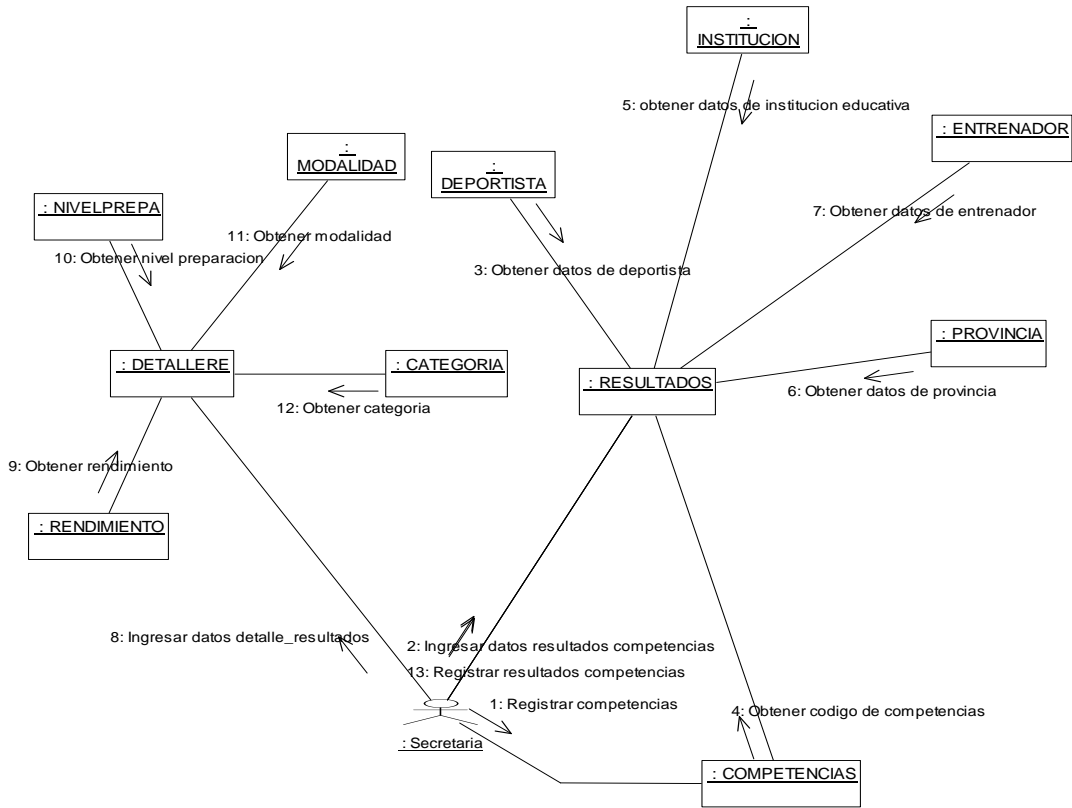 :
INSTITUCION
5: obtener datos de institucion educativa
: ENTRENADOR
:
MODALIDAD
:
DEPORTISTA
: NIVELPREPA
7: Obtener datos de entrenador
11: Obtener modalidad
10: Obtener nivel preparacion
3: Obtener datos de deportista
: PROVINCIA
: DETALLERE
: CATEGORIA
: RESULTADOS
6: Obtener datos de provincia
12: Obtener categoria
9: Obtener rendimiento
: RENDIMIENTO
8: Ingresar datos detalle_resultados
2: Ingresar datos resultados competencias
13: Registrar resultados competencias
1: Registrar competencias
4: Obtener codigo de competencias
: Secretaria
: COMPETENCIAS